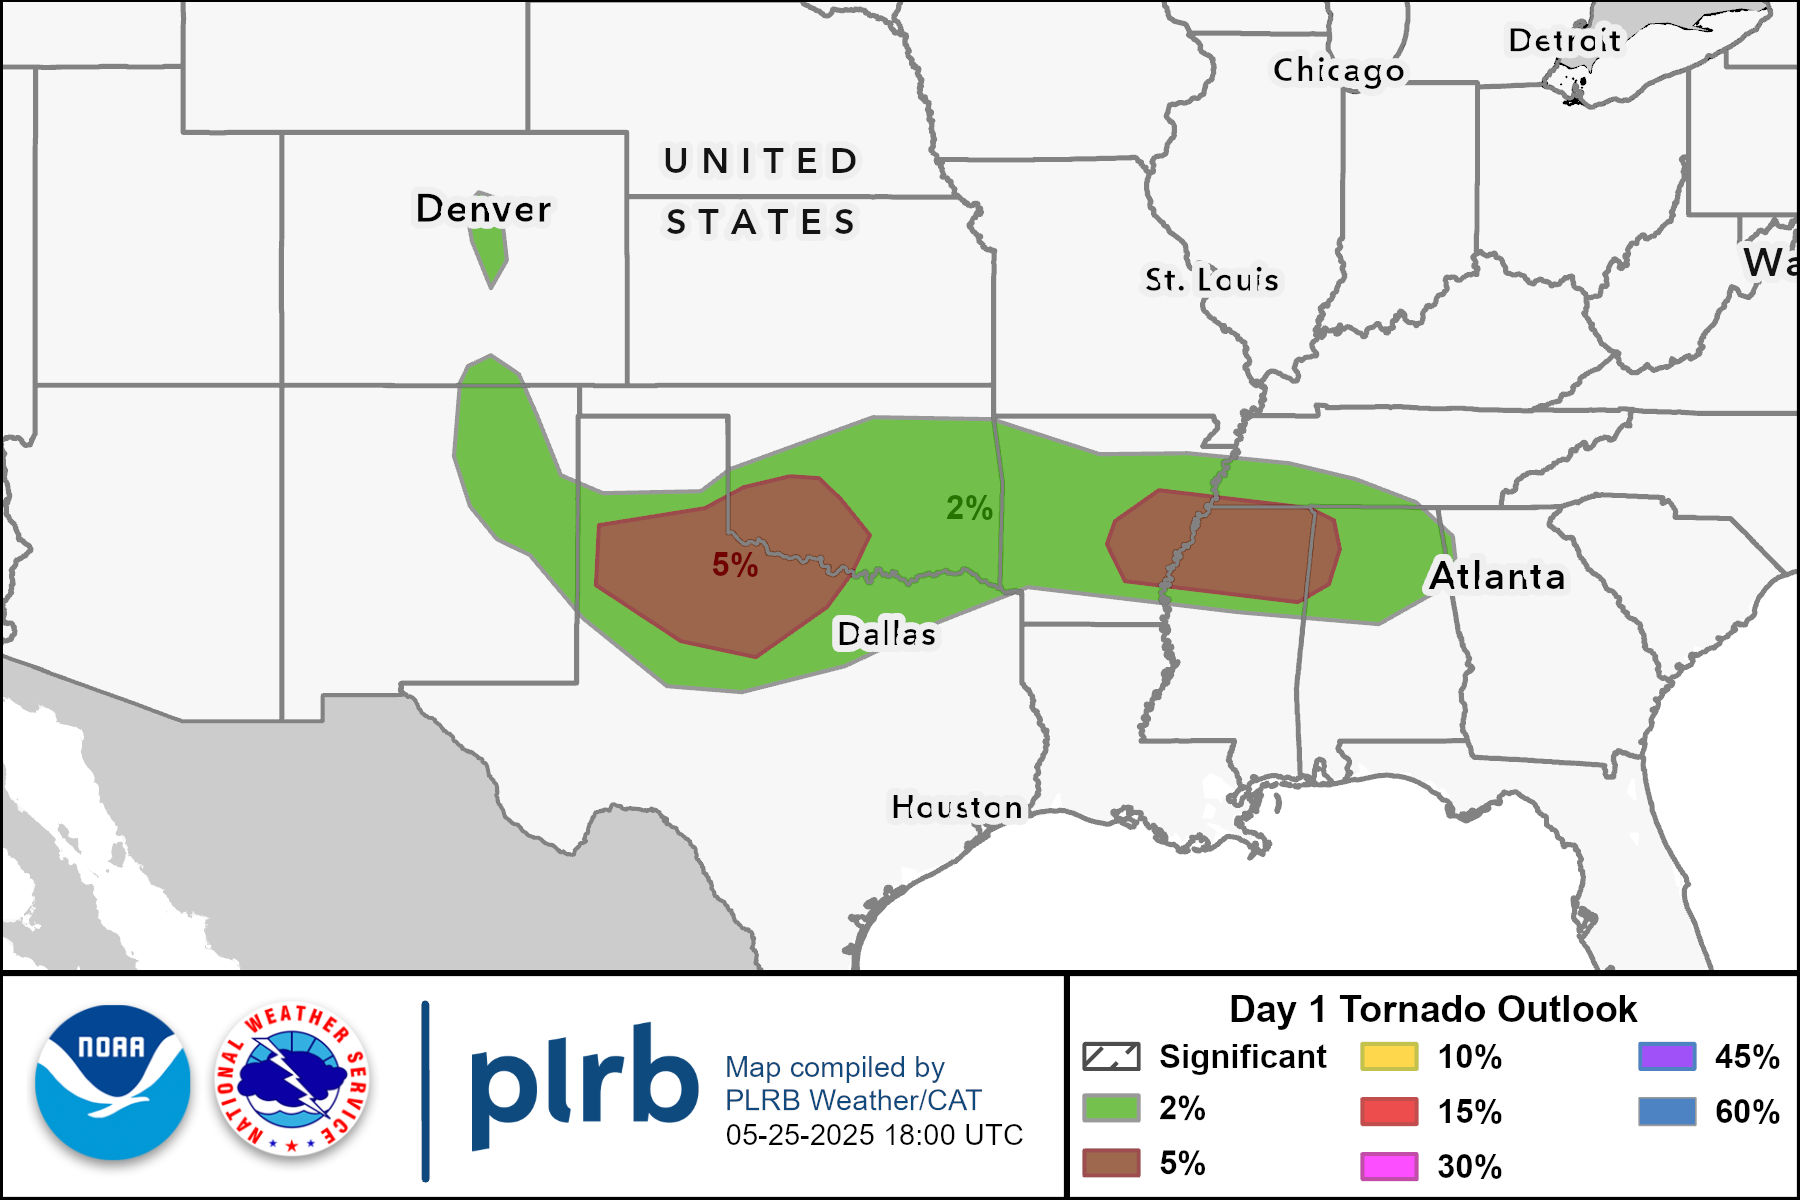 Detroit
Chicago
UNITED
STATES
Denver
St. Louis
Wa
2%
5%
Atlanta
Dallas
Houston
NOAA
NATIONAL WEATHER SERVICE
plrb
Map compiled by
PLRB Weather/CAT
05-25-2025 18:00 UTC
Day 1 Tornado Outlook
Significant
2%
5%
10%
15%
30%
45%
60%